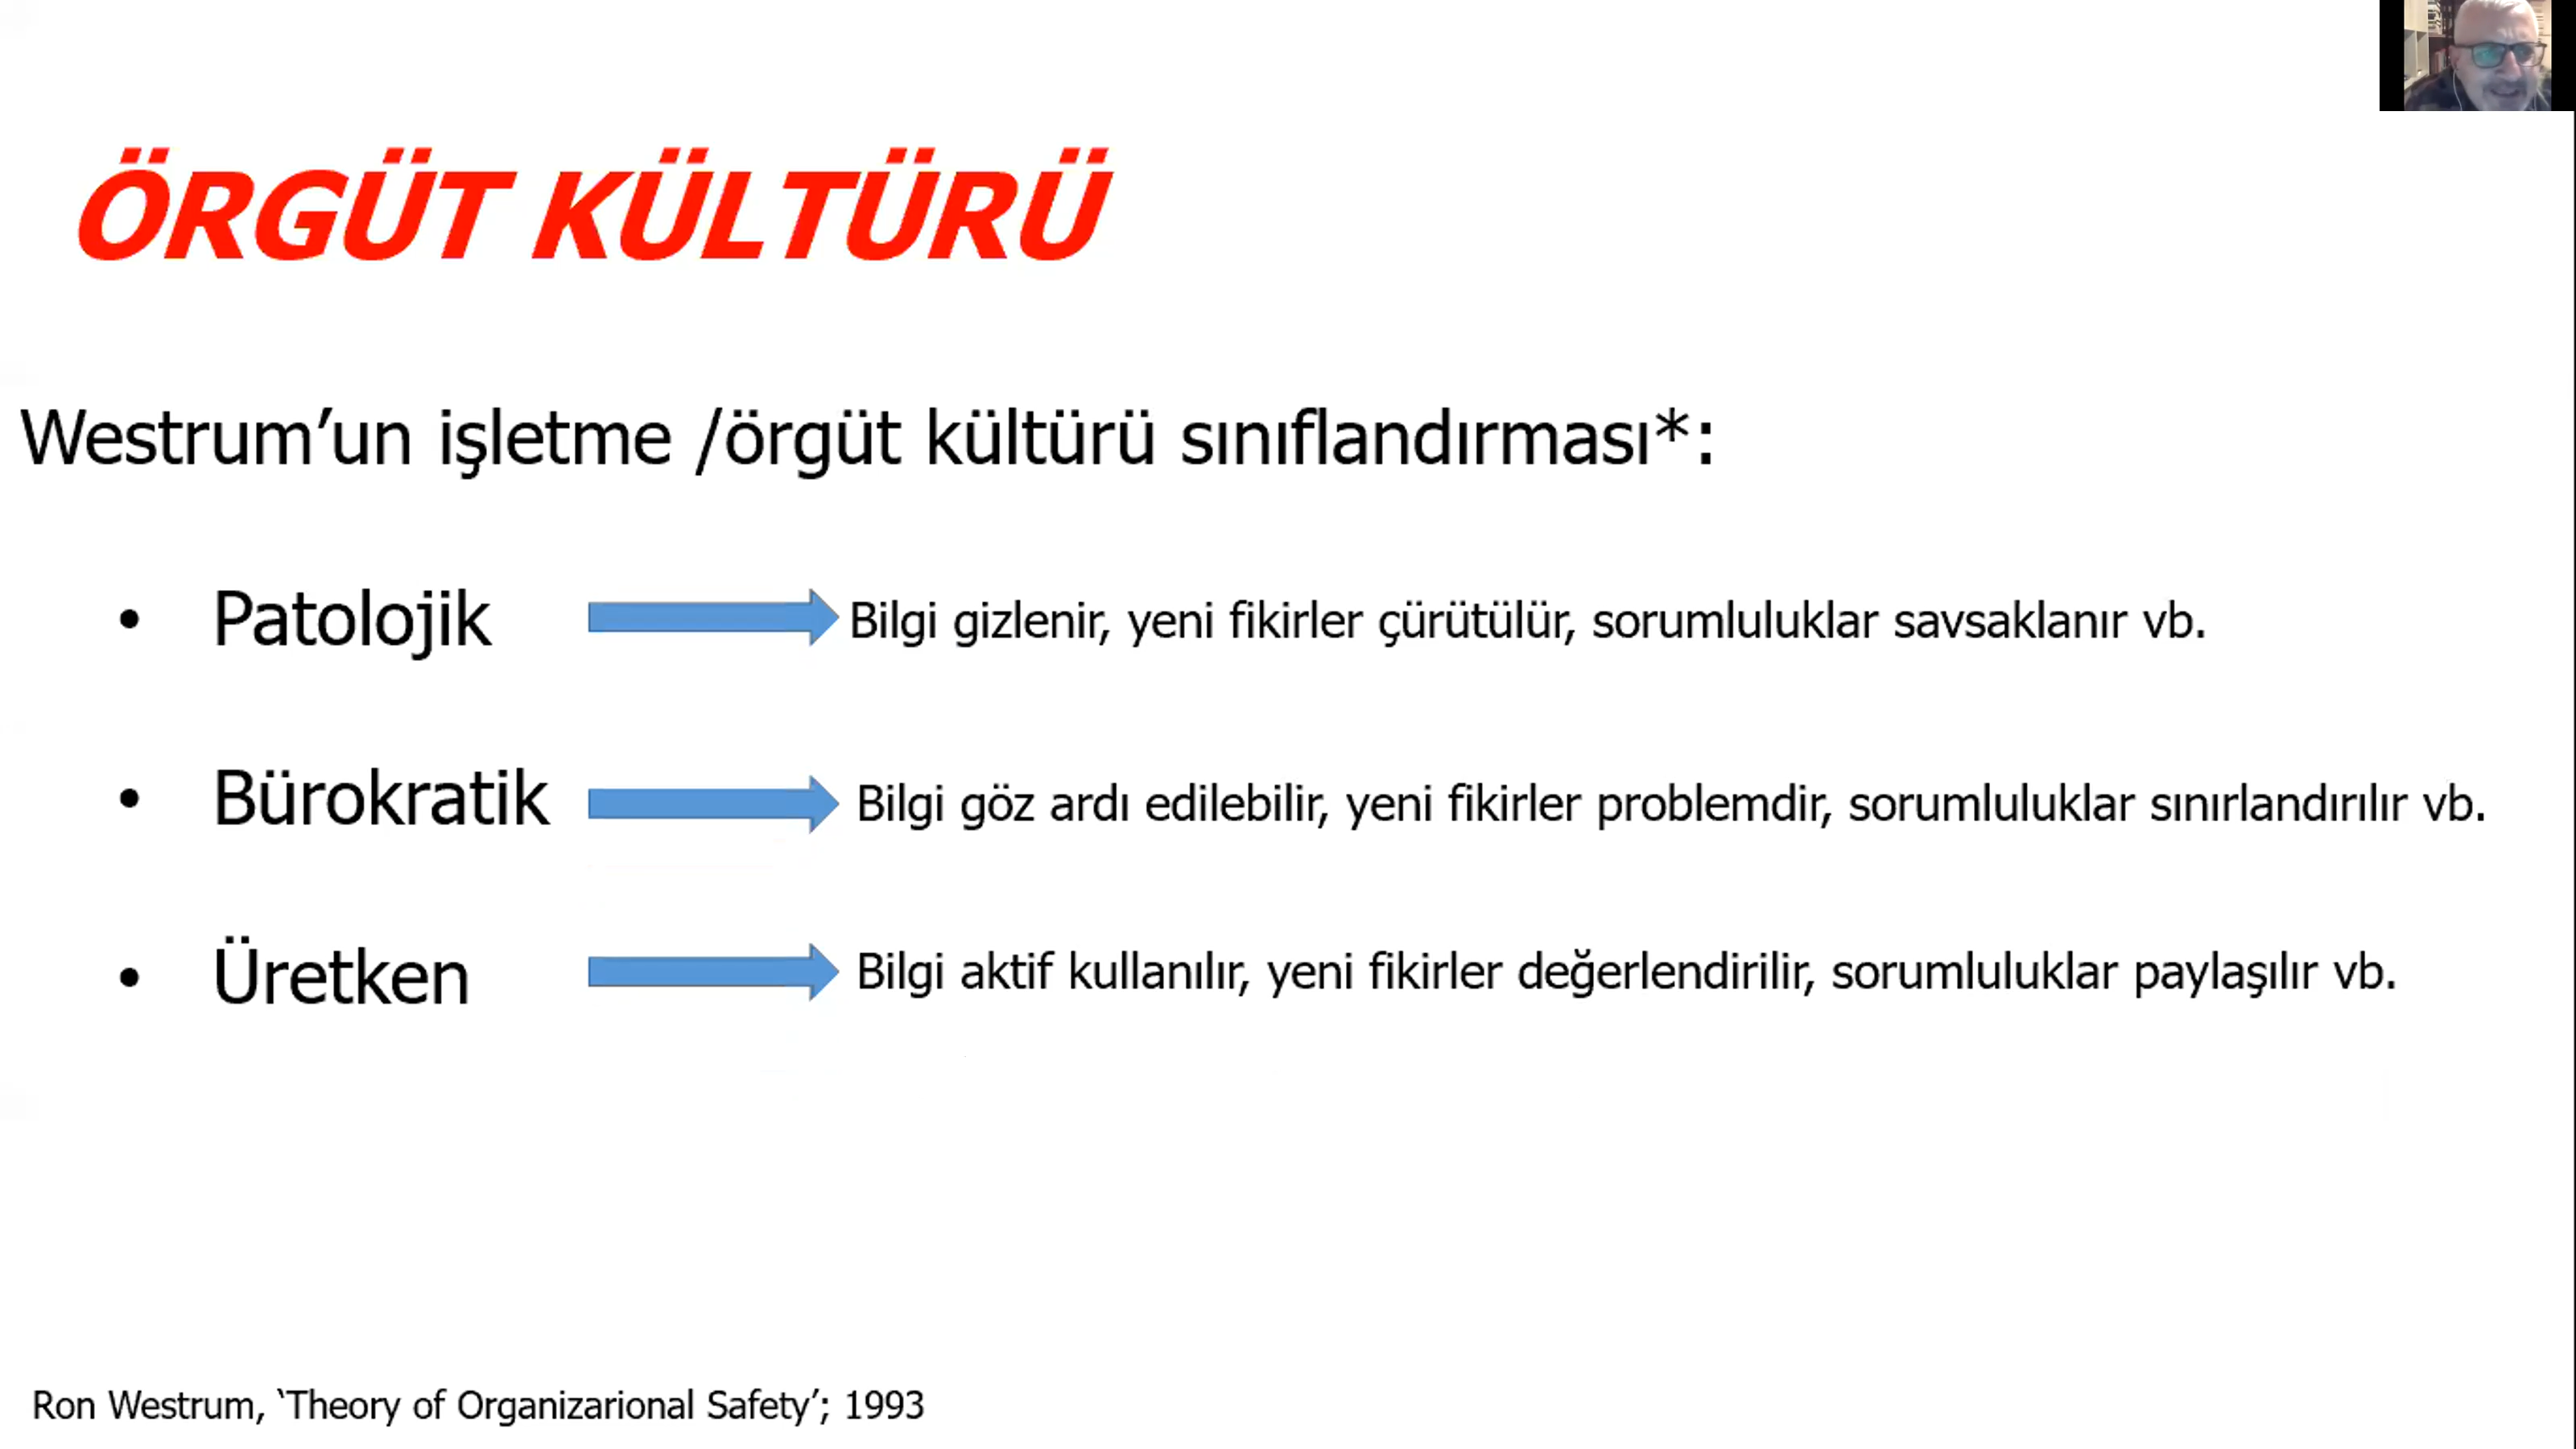 ÖRGÜT KÜLTÜRÜ
Westrum’un işletme /örgüt kültürü sınıflandırması*:
• Patolojik Bilgi gizlenir, yeni fikirler çürütülür, sorumluluklar savsaklanır vb.
• Bürokratik Bilgi göz ardı edilebilir, yeni fikirler problemdir, sorumluluklar sınırlandırılır vb.
• Üretken Bilgi aktif kullanılır, yeni fikirler değerlendirilir, sorumluluklar paylaşılır vb.
Ron Westrum, ‘Theory of Organizarional Safety’; 1993